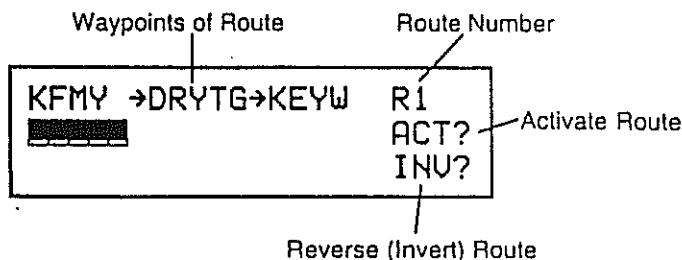 Waypoints of Route Route Number
KFMY →DRYTG→KEYW R1
ACT? Activate Route
INV?
Reverse (Invert) Route